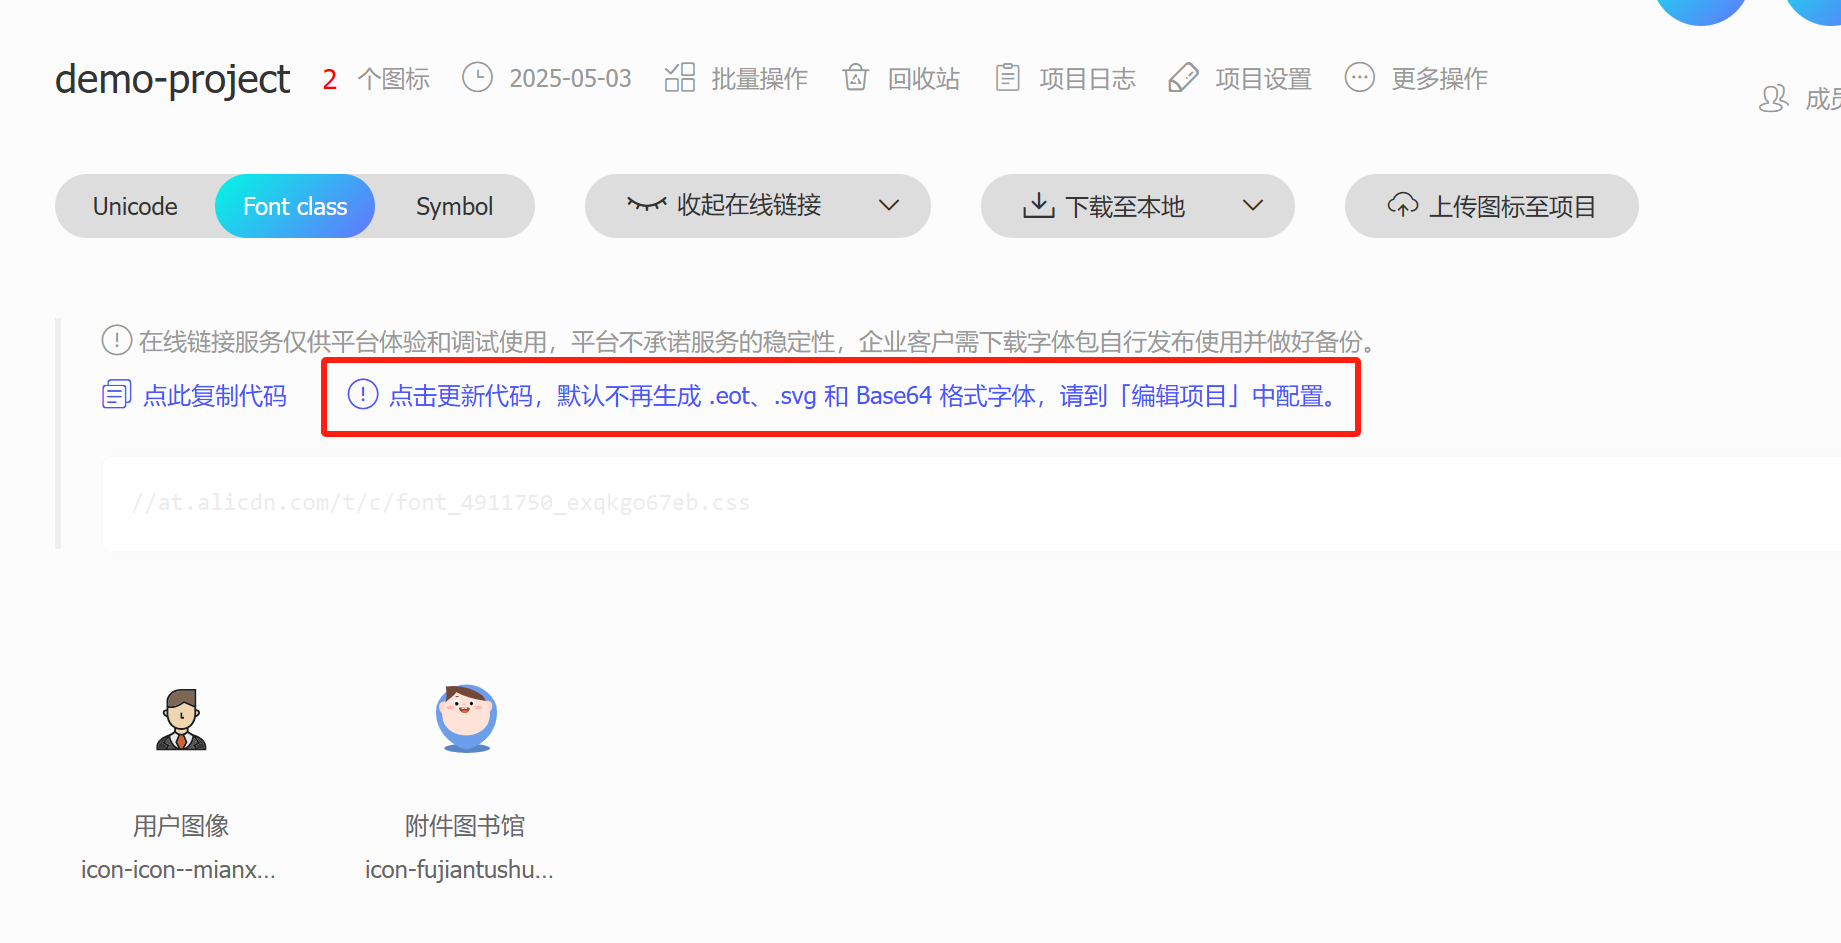 demo-project 2 个图标 2025-05-03 批量操作 回收站 项目日志 项目设置 更多操作
成员
Unicode Font class Symbol 收起在线链接 下载至本地 上传图标至项目
在线链接服务仅供平台体验和调试使用，平台不承诺服务的稳定性，企业客户需下载字体包自行发布使用并做好备份。
点此复制代码 点击更新代码，默认不再生成 .eot、.svg 和 Base64 格式字体，请到「编辑项目」中配置。
//at.alicdn.com/t/c/font_4911750_exqkgo67eb.css
用户图像 附件图书馆
icon-icon--mianx... icon-fujiantushu...